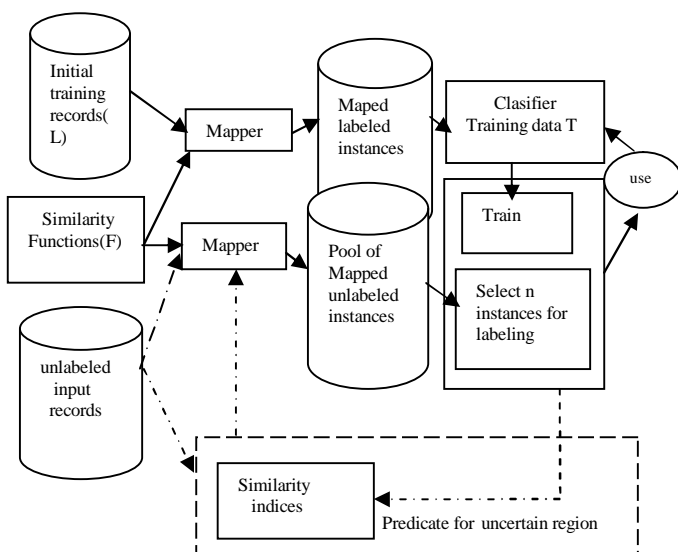 Initial
training
records(
L)
Mapper
Maped
labeled
instances
Clasifier
Training data T
use
Similarity
Functions(F)
Mapper
Pool of
Mapped
unlabeled
instances
Train
Select n
instances for
labeling
unlabeled
input
records
Similarity
indices
Predicate for uncertain region